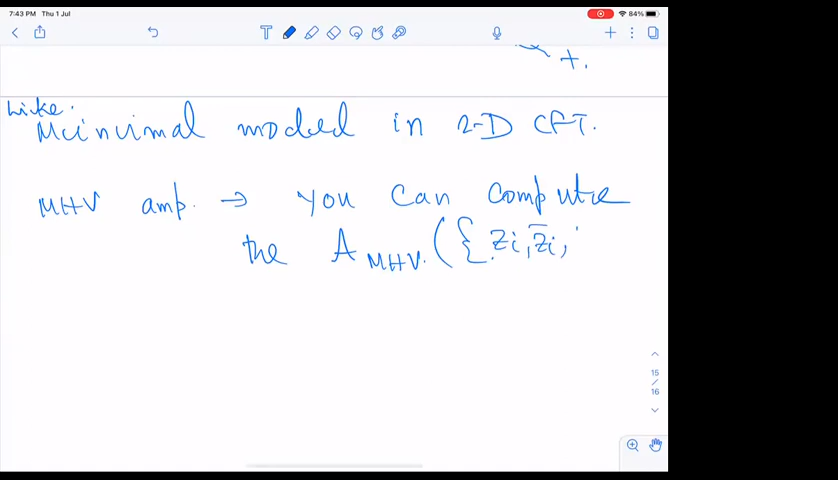 7:43 PM Thu 1 Jul
84%
+.
Like.
Minimal model in 2-D CFT.
MHV amp. → you can compute
the A MHV. ({ zi, z̄i,
15
/
16